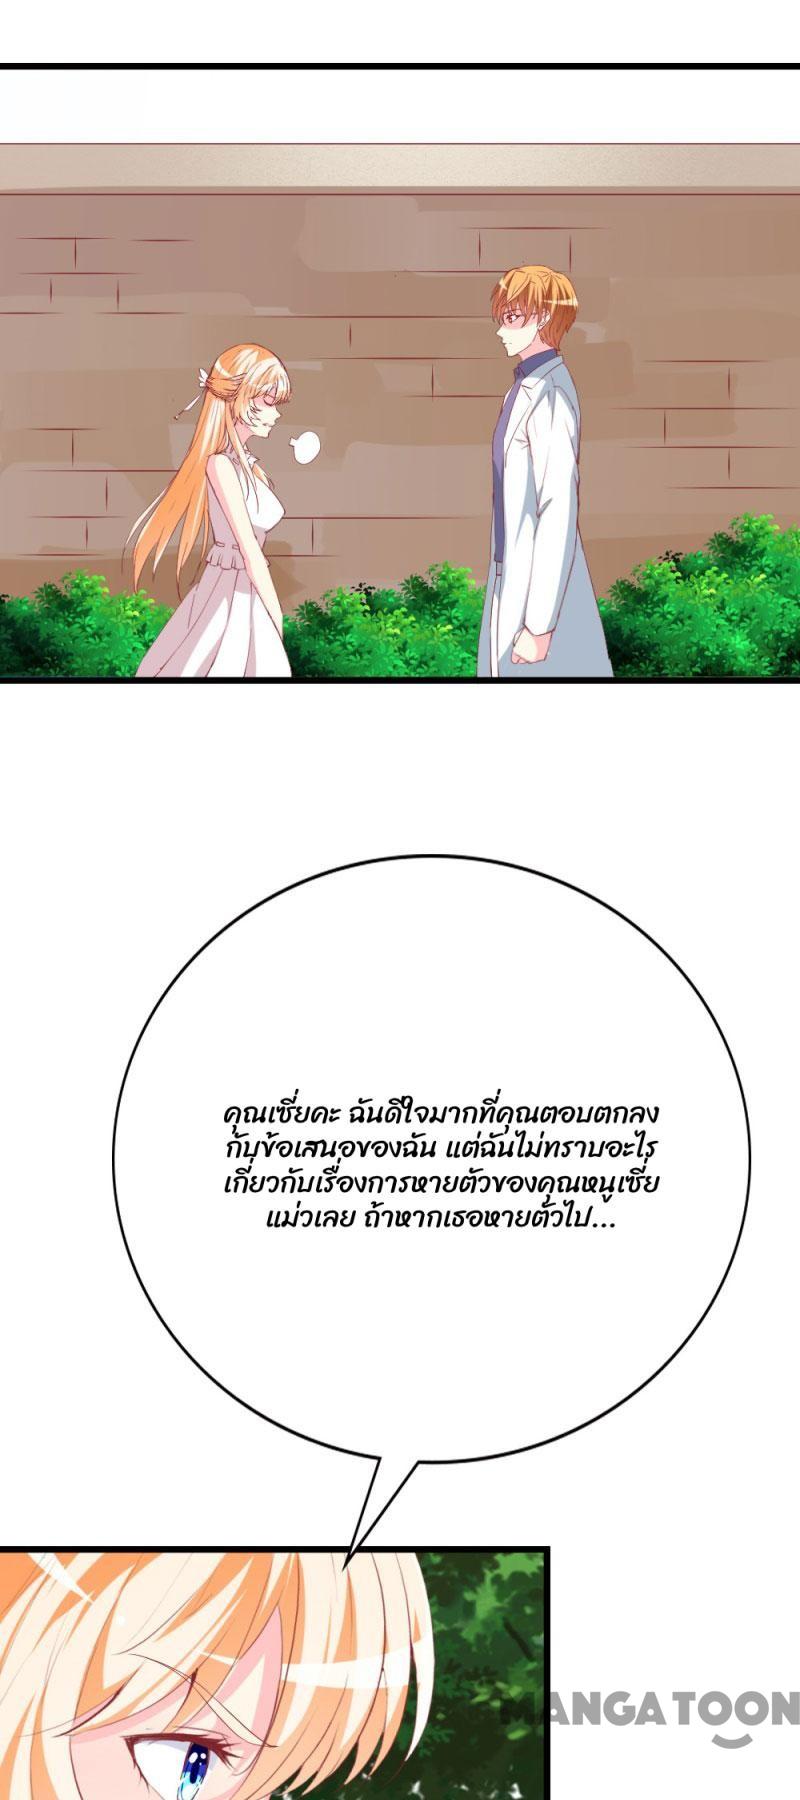 คุณเซี่ยคะ ฉันดีใจมากที่คุณตอบตกลง
กับข้อเสนอของฉัน แต่ฉันไม่ทราบอะไร
เกี่ยวกับเรื่องการหายตัวของคุณหนูเซี่ย
แม่วเลย ถ้าหากเธอหายตัวไป...
MANGATOON